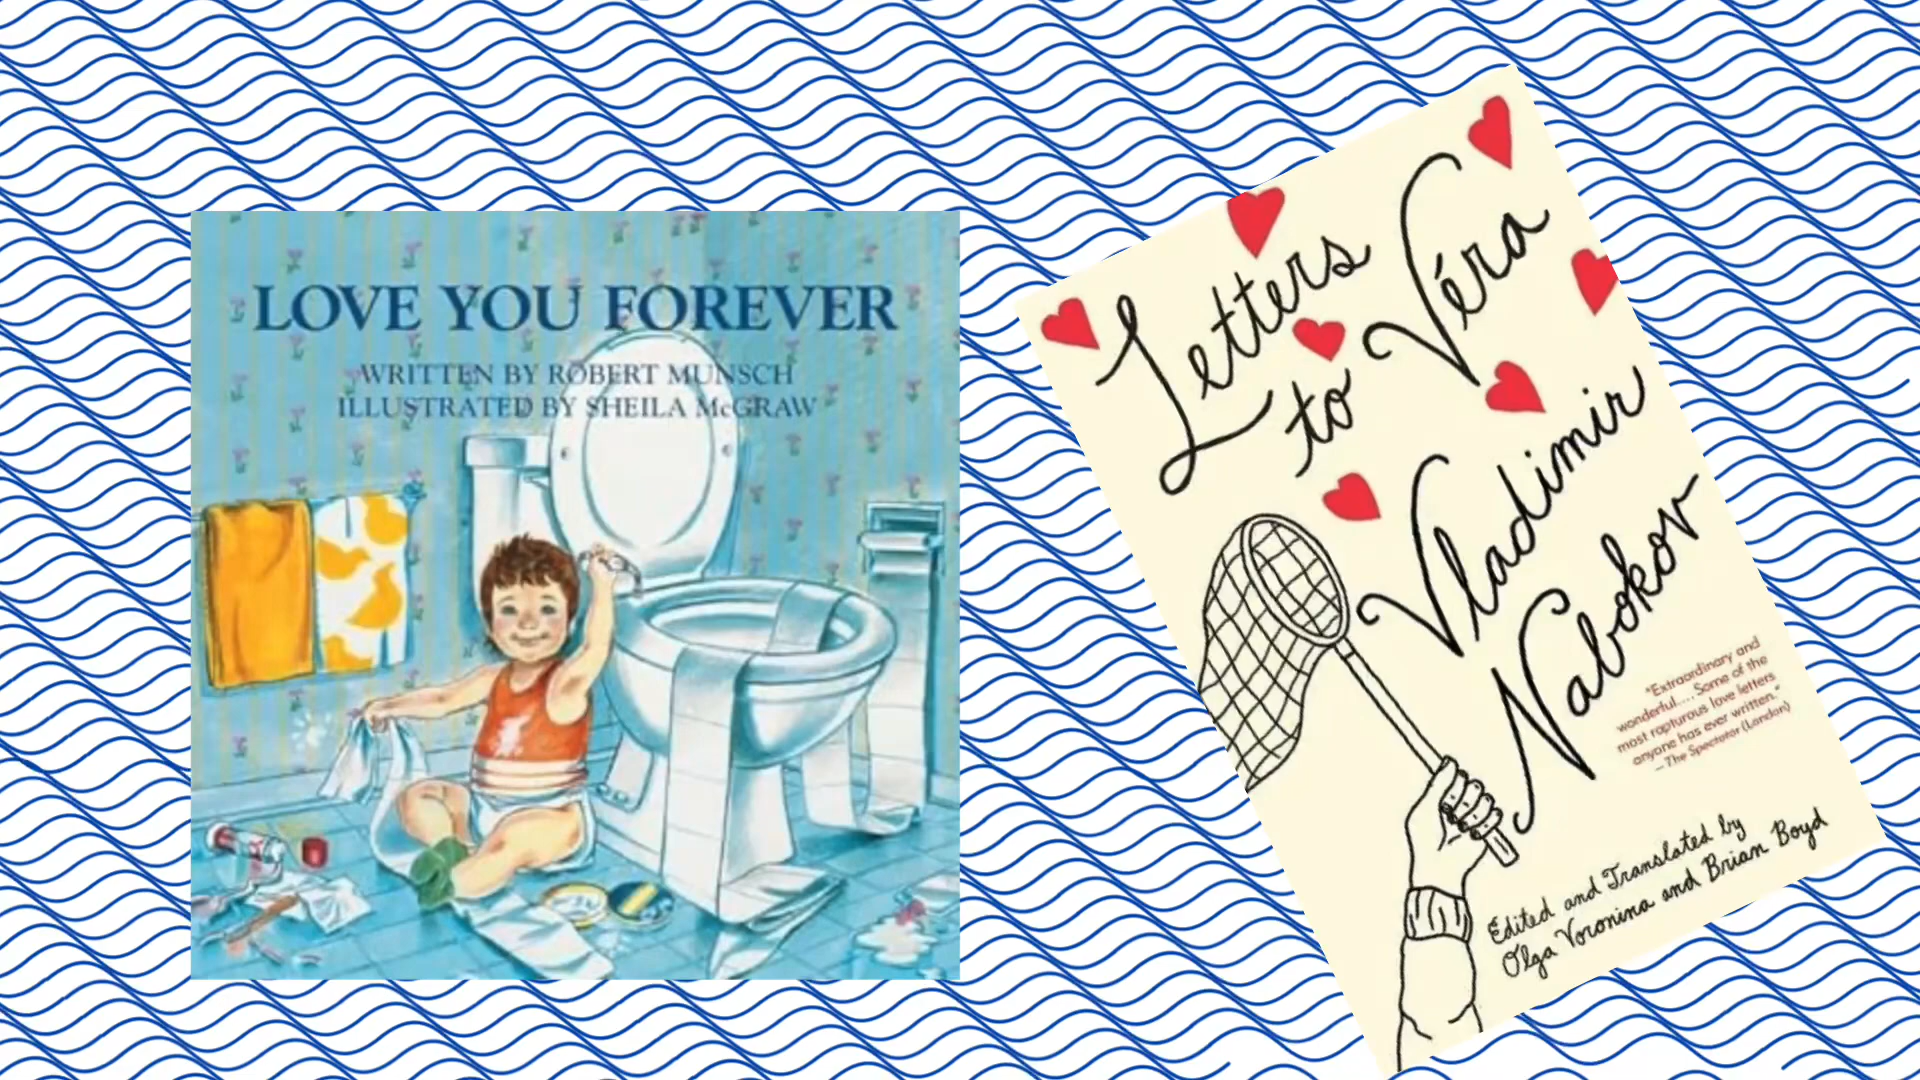 LOVE YOU FOREVER
WRITTEN BY ROBERT MUNSCH
ILLUSTRATED BY SHEILA McGRAW
Letters
to Véra
Vladimir
Nabokov
"Extraordinary and
wonderful.... Some of the
most rapturous love letters
anyone has ever written."
—The Spectator (London)
Edited and Translated by
Olga Voronina and Brian Boyd